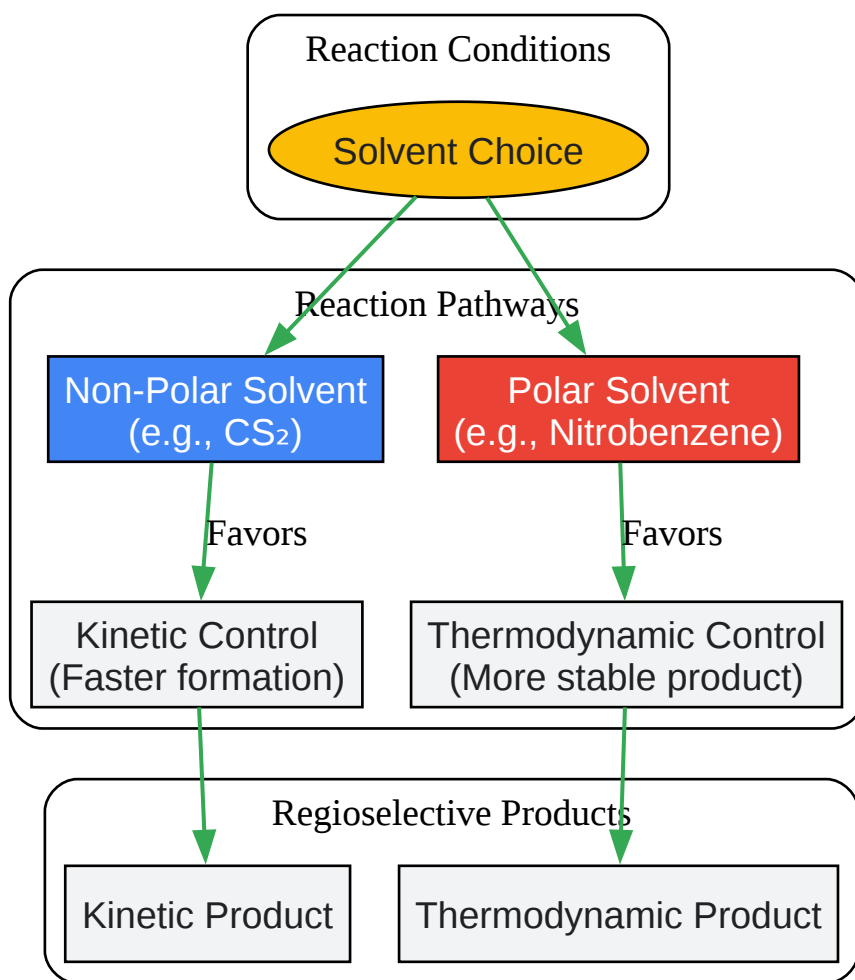 Reaction Conditions
Solvent Choice
Reaction Pathways
Non-Polar Solvent
(e.g., CS₂)
Polar Solvent
(e.g., Nitrobenzene)
Favors
Favors
Kinetic Control
(Faster formation)
Thermodynamic Control
(More stable product)
Regioselective Products
Kinetic Product
Thermodynamic Product